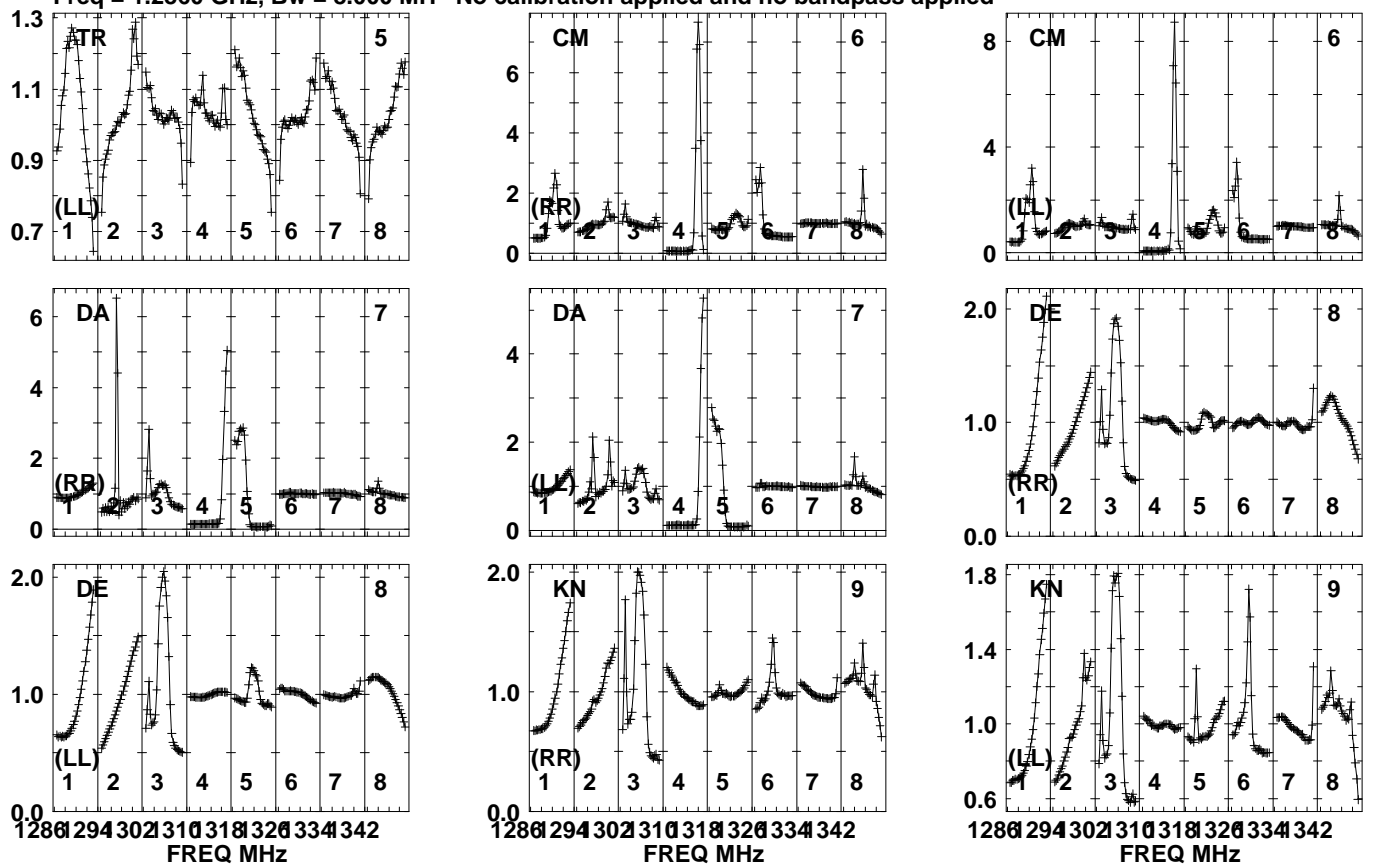 Freq = 1.2860 GHz, Bw = 8.000 MH No calibration applied and no bandpass applied
1.3
1.1
0.9
0.7
TR 5
(LL)
1 2 3 4 5 6 7 8
6
4
2
0
CM 6
(RR)
1 2 3 4 5 6 7 8
8
4
0
CM 6
(LL)
1 2 3 4 5 6 7 8
6
4
2
0
DA 7
(RR)
1 2 3 4 5 6 7 8
4
2
0
DA 7
(LL)
1 2 3 4 5 6 7 8
2.0
1.0
0.0
DE 8
(RR)
1 2 3 4 5 6 7 8
2.0
1.0
0.0
DE 8
(LL)
1 2 3 4 5 6 7 8
1286 1294 1302 1310 1318 1326 1334 1342
FREQ MHz
2.0
1.0
0.0
KN 9
(RR)
1 2 3 4 5 6 7 8
1286 1294 1302 1310 1318 1326 1334 1342
FREQ MHz
1.8
1.4
1.0
0.6
KN 9
(LL)
1 2 3 4 5 6 7 8
1286 1294 1302 1310 1318 1326 1334 1342
FREQ MHz